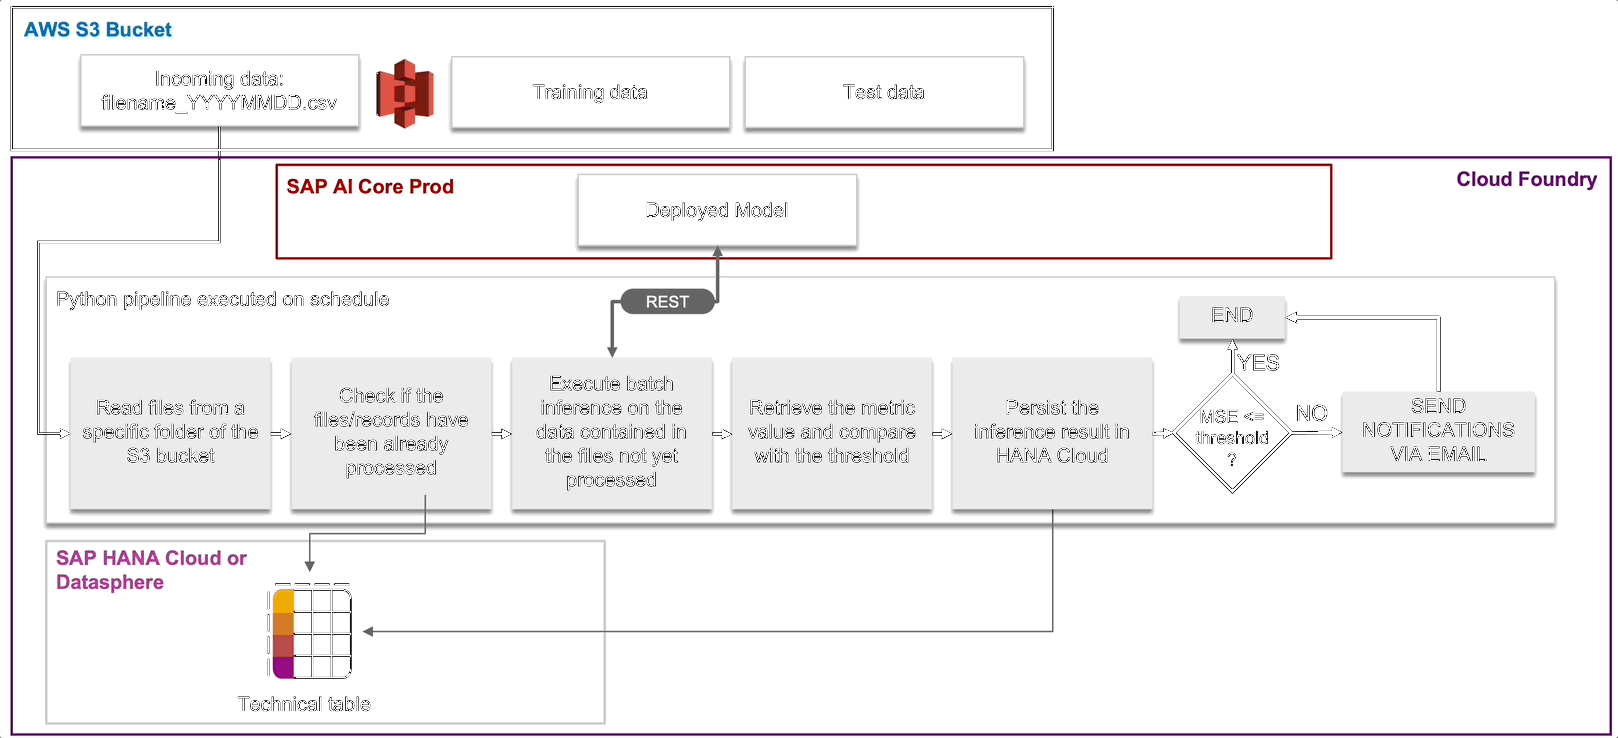 AWS S3 Bucket
Incoming data:
filename_YYYYMMDD.csv
Training data
Test data
Cloud Foundry
SAP AI Core Prod
Deployed Model
REST
Python pipeline executed on schedule
Read files from a
specific folder of the
S3 bucket
Check if the
files/records have
been already
processed
Execute batch
inference on the
data contained in
the files not yet
processed
Retrieve the metric
value and compare
with the threshold
Persist the
inference result in
HANA Cloud
MSE <=
threshold
?
YES
END
NO
SEND
NOTIFICATIONS
VIA EMAIL
SAP HANA Cloud or
Datasphere
Technical table